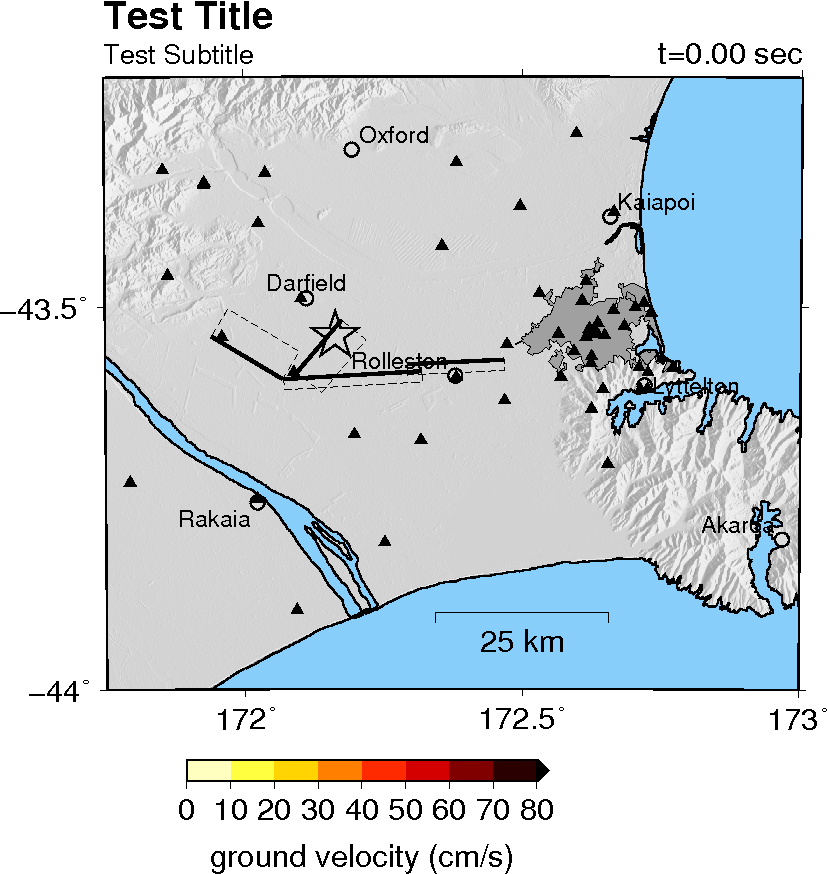 Test Title
Test Subtitle
t=0.00 sec
Oxford
Kaiapoi
−43.5°
Darfield
Rolleston
Lyttelton
Rakaia
Akaroa
25 km
−44°
172°
172.5°
173°
0 10 20 30 40 50 60 70 80
ground velocity (cm/s)